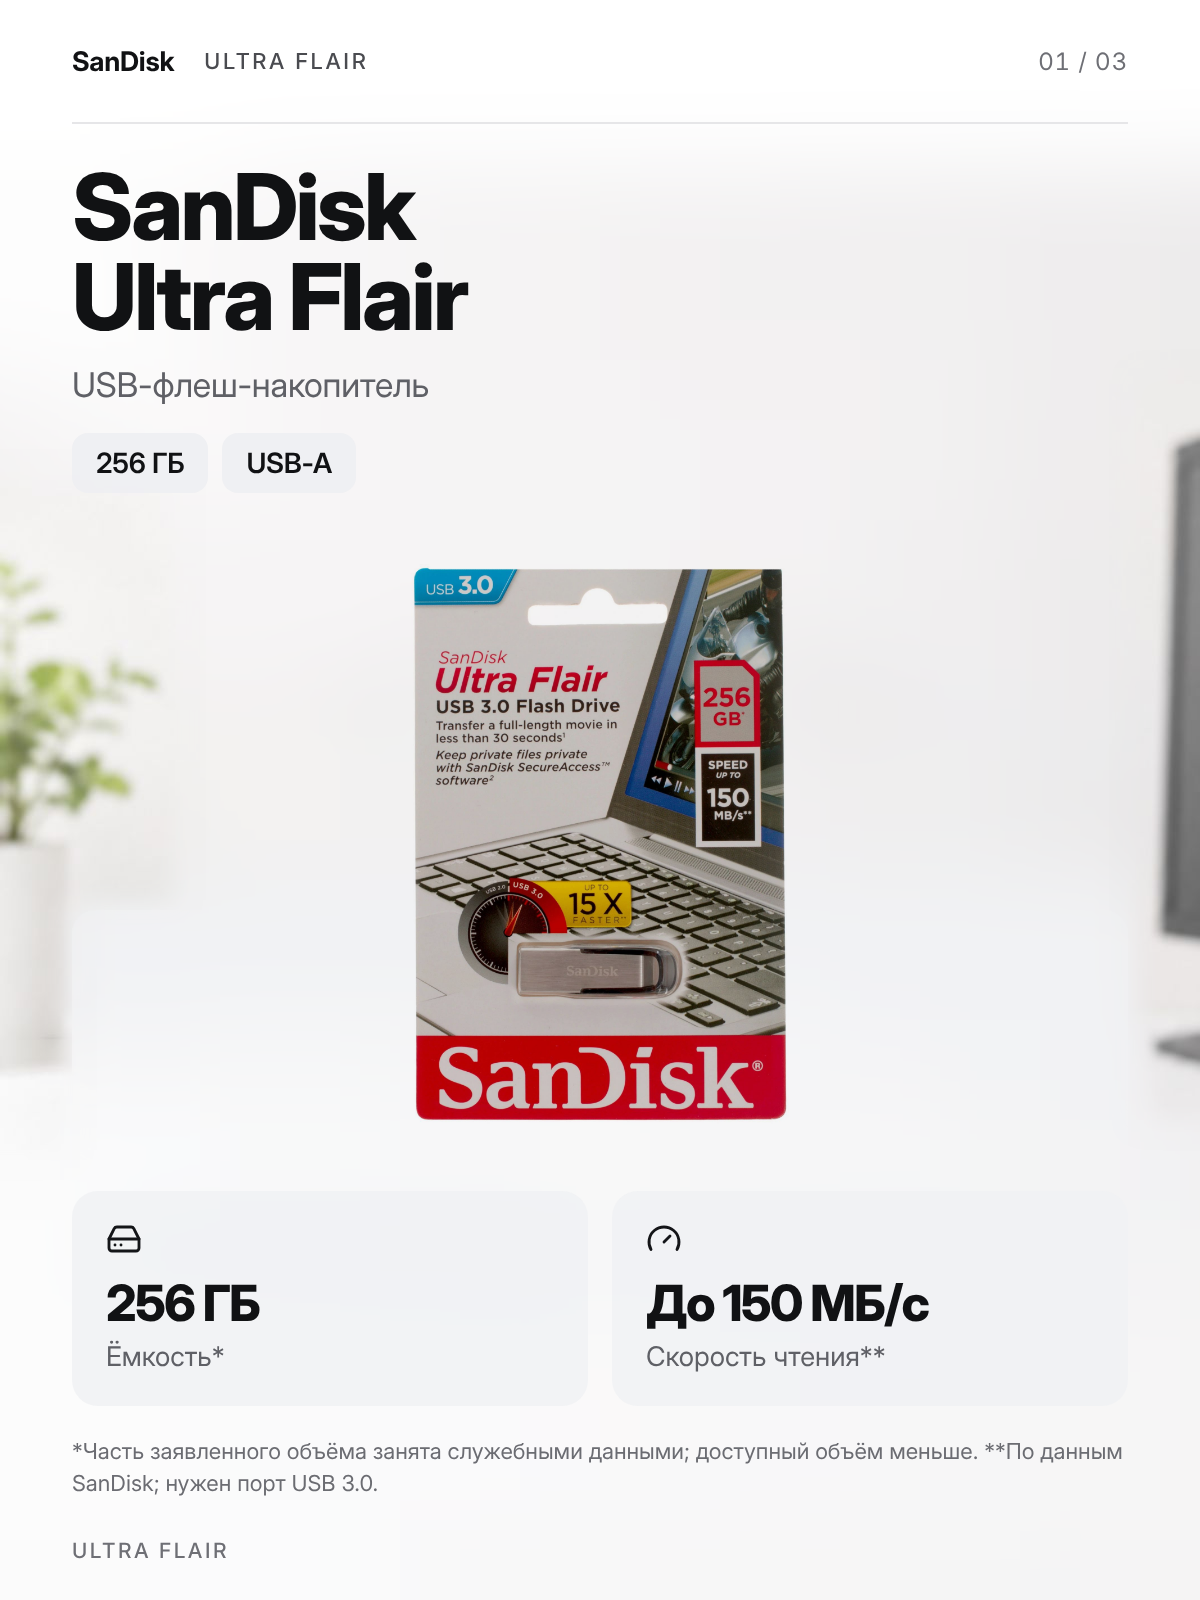 SanDisk ULTRA FLAIR 01 / 03
SanDisk
Ultra Flair
USB-флеш-накопитель
256 ГБ USB-A
USB 3.0
SanDisk
Ultra Flair
USB 3.0 Flash Drive
Transfer a full-length movie in
less than 30 seconds¹
Keep private files private
with SanDisk SecureAccess™
software²
256
GB*
SPEED
UP TO
150
MB/s**
USB 2.0 USB 3.0
UP TO
15 X
FASTER**
SanDisk
SanDisk®
256 ГБ
Ёмкость*
До 150 МБ/с
Скорость чтения**
*Часть заявленного объёма занята служебными данными; доступный объём меньше. **По данным
SanDisk; нужен порт USB 3.0.
ULTRA FLAIR